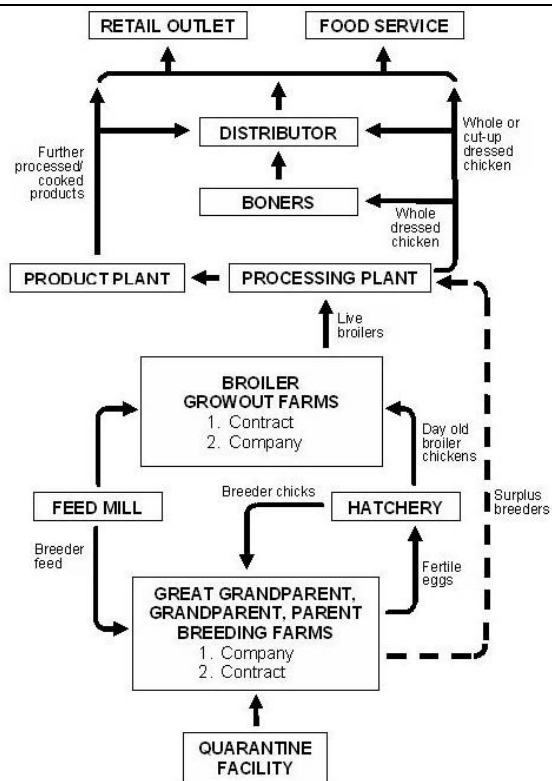 RETAIL OUTLET
FOOD SERVICE
DISTRIBUTOR
Whole or
cut-up
dressed
chicken
Further
processed/
cooked
products
BONERS
Whole
dressed
chicken
PRODUCT PLANT
PROCESSING PLANT
Live
broilers
BROILER
GROWOUT FARMS
1. Contract
2. Company
Day old
broiler
chickens
Breeder chicks
Surplus
breeders
FEED MILL
HATCHERY
Breeder
feed
Fertile
eggs
GREAT GRANDPARENT,
GRANDPARENT, PARENT
BREEDING FARMS
1. Company
2. Contract
QUARANTINE
FACILITY